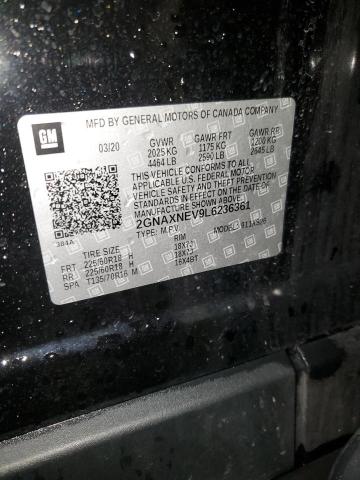 MFD BY GENERAL MOTORS OF CANADA COMPANY
GM
03/20 GVWR GAWR FRT GAWR RR
2025 KG 1175 KG 1200 KG
4464 LB 2590 LB 2645 LB
THIS VEHICLE CONFORMS TO ALL
APPLICABLE U.S. FEDERAL MOTOR
VEHICLE SAFETY AND
THEFT PREVENTION STANDARDS IN
EFFECT ON THE DATE OF MANUFACTURE
SHOWN ABOVE.
2GNAXNEV9L6236361
TYPE: M.P.V. MODEL:
384A
TIRE SIZE RIM
FRT 225/60R18 H 18X7J
RR 225/60R18 H 18X7J
SPA T135/70R16 M 16X4BT